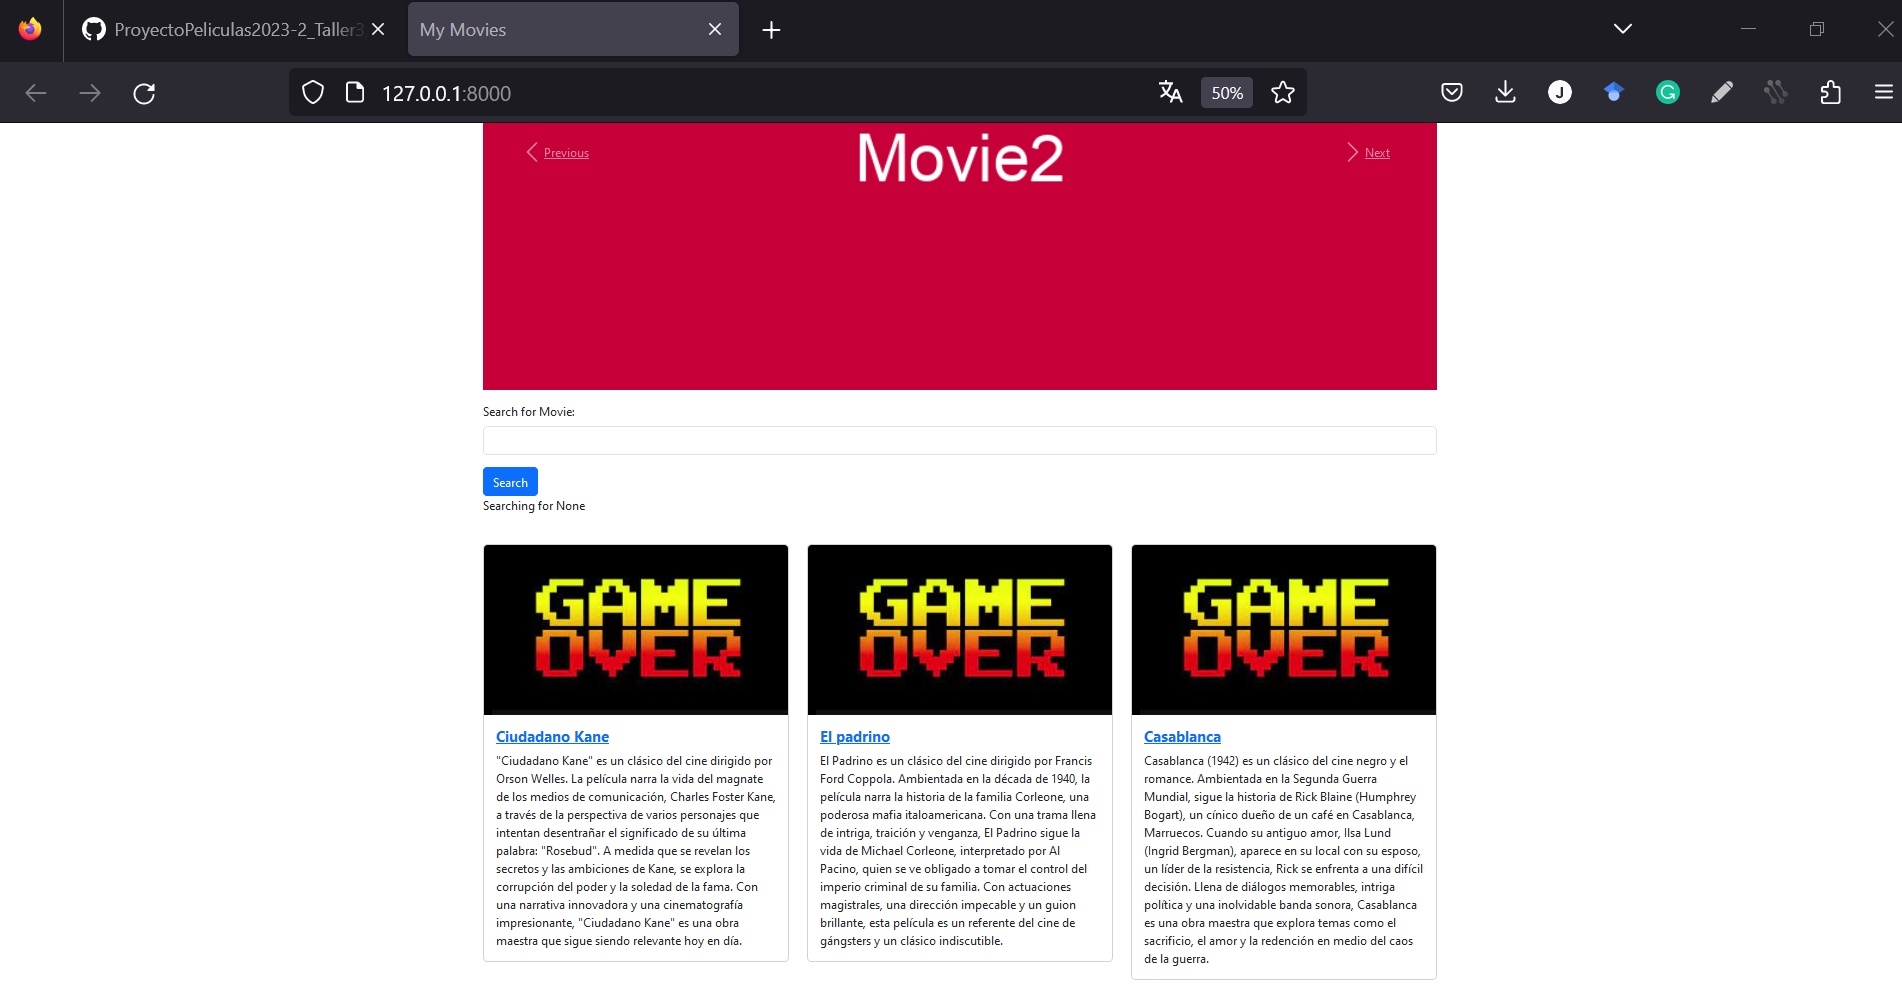 ProyectoPeliculas2023-2_Taller3
My Movies
127.0.0.1:8000
50%
J
G
Previous
Movie2
Next
Search for Movie:
Search
Searching for None
GAME
OVER
Ciudadano Kane
"Ciudadano Kane" es un clásico del cine dirigido por
Orson Welles. La película narra la vida del magnate
de los medios de comunicación, Charles Foster Kane,
a través de la perspectiva de varios personajes que
intentan desentrañar el significado de su última
palabra: "Rosebud". A medida que se revelan los
secretos y las ambiciones de Kane, se explora la
corrupción del poder y la soledad de la fama. Con
una narrativa innovadora y una cinematografía
impresionante, "Ciudadano Kane" es una obra
maestra que sigue siendo relevante hoy en día.
GAME
OVER
El padrino
El Padrino es un clásico del cine dirigido por Francis
Ford Coppola. Ambientada en la década de 1940, la
película narra la historia de la familia Corleone, una
poderosa mafia italoamericana. Con una trama llena
de intriga, traición y venganza, El Padrino sigue la
vida de Michael Corleone, interpretado por Al
Pacino, quien se ve obligado a tomar el control del
imperio criminal de su familia. Con actuaciones
magistrales, una dirección impecable y un guion
brillante, esta película es un referente del cine de
gángsters y un clásico indiscutible.
GAME
OVER
Casablanca
Casablanca (1942) es un clásico del cine negro y el
romance. Ambientada en la Segunda Guerra
Mundial, sigue la historia de Rick Blaine (Humphrey
Bogart), un cínico dueño de un café en Casablanca,
Marruecos. Cuando su antiguo amor, Ilsa Lund
(Ingrid Bergman), aparece en su local con su esposo,
un líder de la resistencia, Rick se enfrenta a una difícil
decisión. Llena de diálogos memorables, intriga
política y una inolvidable banda sonora, Casablanca
es una obra maestra que explora temas como el
sacrificio, el amor y la redención en medio del caos
de la guerra.